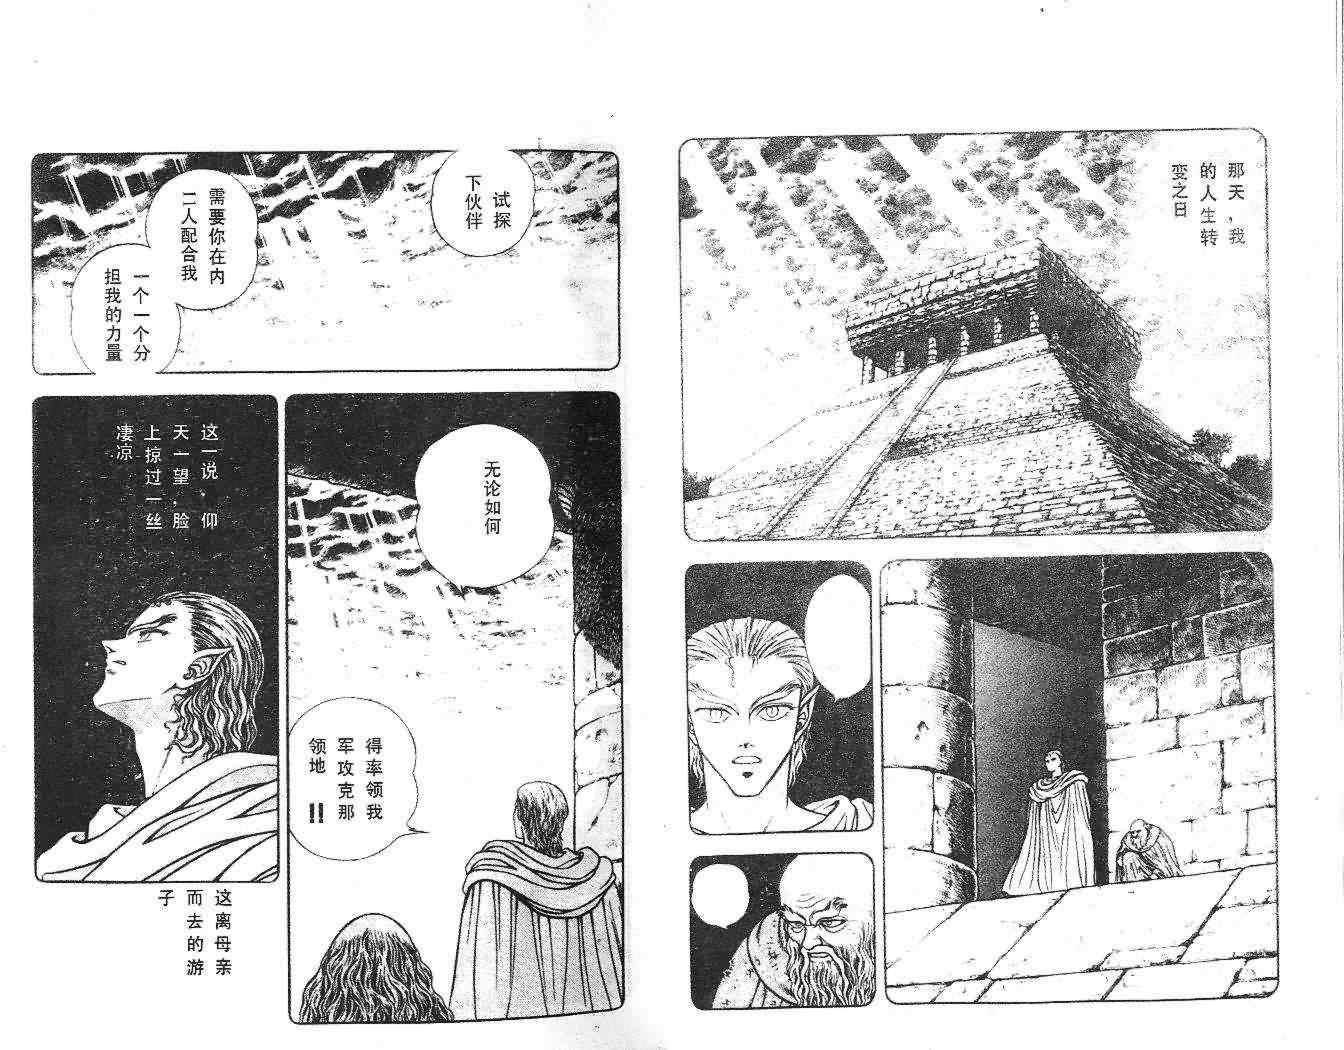 那天，我
的人生转
变之日
试探
下伙伴
需要你在内
二人配合我
一个一个分
担我的力量
无论如何
得率领我
军攻克那
领地!!
这一说，仰
天一望，脸
上掠过一丝
凄凉
这离母亲
而去的游
子